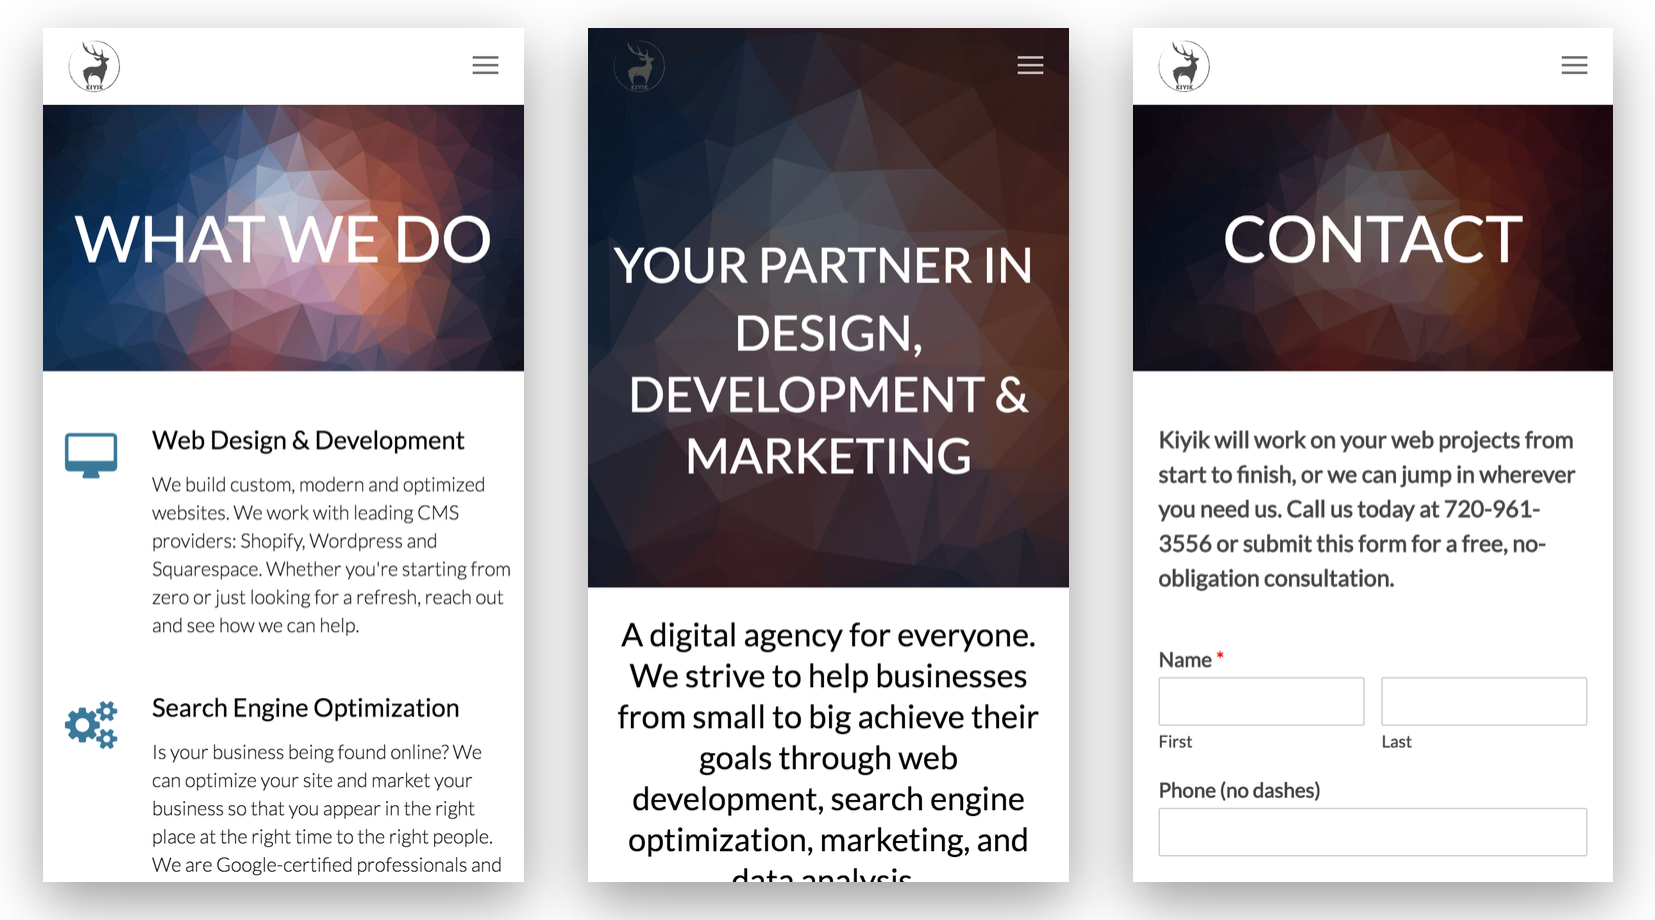 KIYIK
WHAT WE DO
Web Design & Development
We build custom, modern and optimized
websites. We work with leading CMS
providers: Shopify, Wordpress and
Squarespace. Whether you're starting from
zero or just looking for a refresh, reach out
and see how we can help.
Search Engine Optimization
Is your business being found online? We
can optimize your site and market your
business so that you appear in the right
place at the right time to the right people.
We are Google-certified professionals and
KIYIK
YOUR PARTNER IN
DESIGN,
DEVELOPMENT &
MARKETING
A digital agency for everyone.
We strive to help businesses
from small to big achieve their
goals through web
development, search engine
optimization, marketing, and
data analysis.
KIYIK
CONTACT
Kiyik will work on your web projects from
start to finish, or we can jump in wherever
you need us. Call us today at 720-961-
3556 or submit this form for a free, no-
obligation consultation.
Name *
First Last
Phone (no dashes)